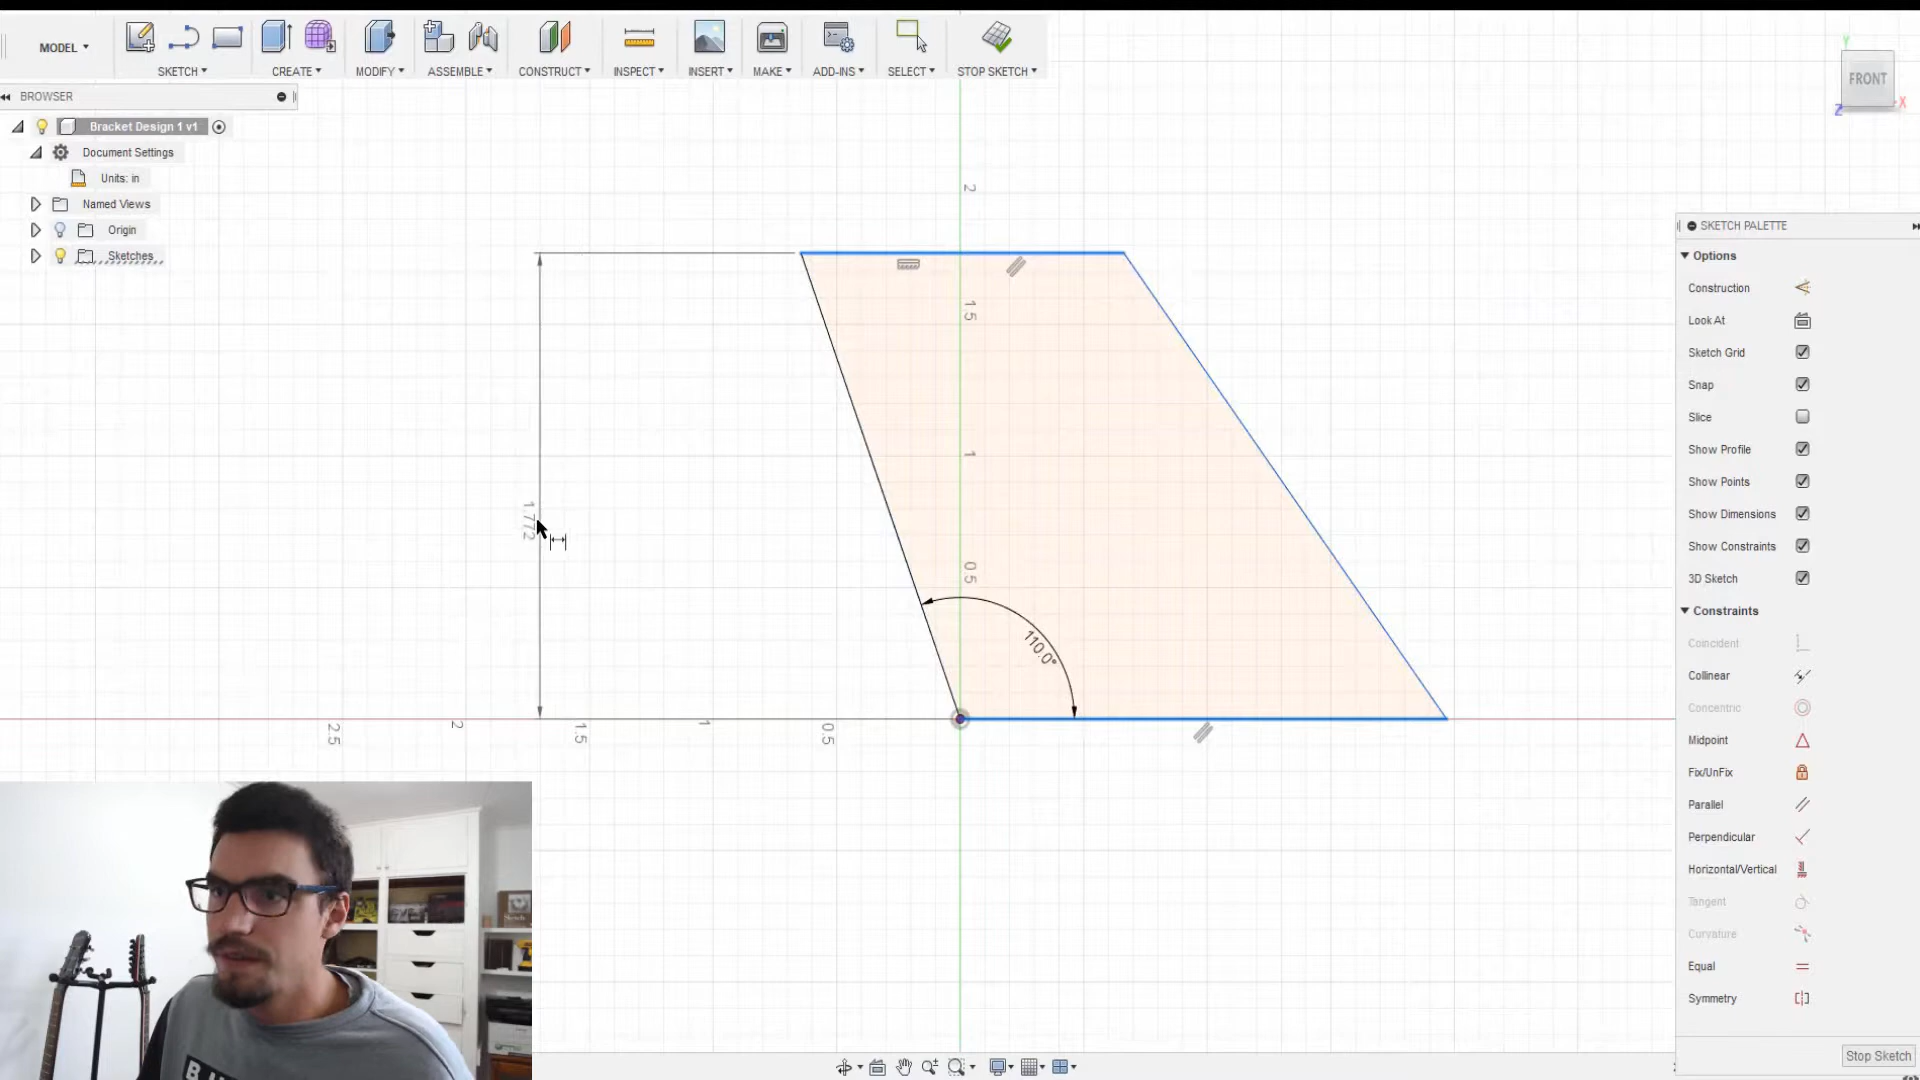 MODEL
SKETCH
CREATE
MODIFY
ASSEMBLE
CONSTRUCT
INSPECT
INSERT
MAKE
ADD-INS
SELECT
STOP SKETCH
BROWSER
Bracket Design 1 v1
Document Settings
Units: in
Named Views
Origin
Sketches
Y
FRONT
X
Z
2
1.5
1
0.5
1.772
110.0°
2.5
2
1.5
1
0.5
SKETCH PALETTE
Options
Construction
Look At
Sketch Grid
Snap
Slice
Show Profile
Show Points
Show Dimensions
Show Constraints
3D Sketch
Constraints
Coincident
Collinear
Concentric
Midpoint
Fix/UnFix
Parallel
Perpendicular
Horizontal/Vertical
Tangent
Curvature
Equal
Symmetry
Stop Sketch